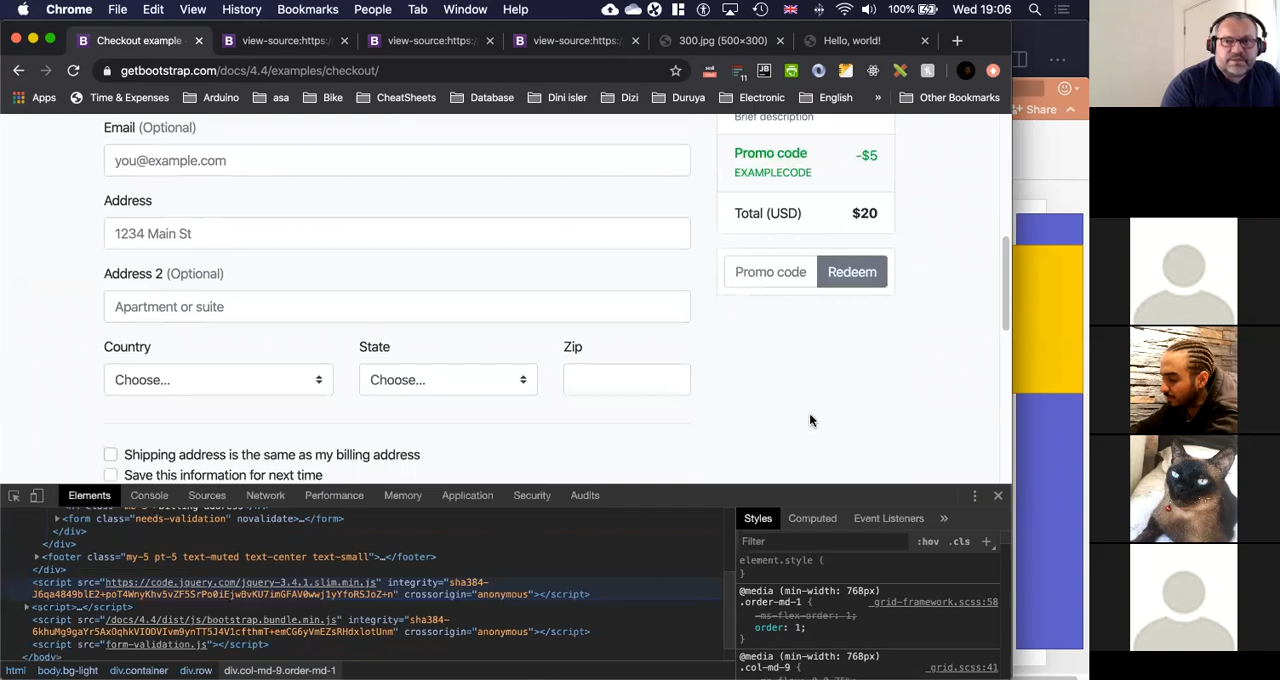 Chrome File Edit View History Bookmarks People Tab Window Help 100% Wed 19:06
Checkout example view-source:https: view-source:https: view-source:https: 300.jpg (500×300) Hello, world!
getbootstrap.com/docs/4.4/examples/checkout/
11
JB
Apps Time & Expenses Arduino asa Bike CheatSheets Database Dini isler Dizi Duruya Electronic English » Other Bookmarks
Share
Email (Optional)
you@example.com
Address
1234 Main St
Address 2 (Optional)
Apartment or suite
Country State Zip
Choose... Choose...
Shipping address is the same as my billing address
Save this information for next time
Brief description
Promo code -$5
EXAMPLECODE
Total (USD) $20
Promo code Redeem
Elements Console Sources Network Performance Memory Application Security Audits
<form class="needs-validation" novalidate>…</form>
</div>
</div>
<footer class="my-5 pt-5 text-muted text-center text-small">…</footer>
</div>
<script src="https://code.jquery.com/jquery-3.4.1.slim.min.js" integrity="sha384-
crossorigin="anonymous"></script>
<script>…</script>
<script src="/docs/4.4/dist/js/bootstrap.bundle.min.js" integrity="sha384-
crossorigin="anonymous"></script>
<script src="form-validation.js"></script>
</body>
html body.bg-light div.container div.row div.col-md-9.order-md-1
Styles Computed Event Listeners »
Filter :hov .cls +
element.style {
}
@media (min-width: 768px)
.order-md-1 { _grid-framework.scss:58
-ms-flex-order: 1;
order: 1;
}
@media (min-width: 768px)
.col-md-9 { _grid.scss:41